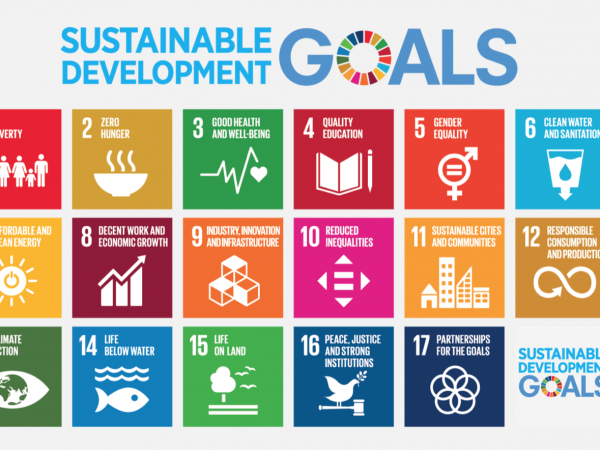 SUSTAINABLE
DEVELOPMENT
GOALS
VERTY
2 ZERO
HUNGER
3 GOOD HEALTH
AND WELL-BEING
4 QUALITY
EDUCATION
5 GENDER
EQUALITY
6 CLEAN WATER
AND SANITATION
FORDABLE AND
EAN ENERGY
8 DECENT WORK AND
ECONOMIC GROWTH
9 INDUSTRY, INNOVATION
AND INFRASTRUCTURE
10 REDUCED
INEQUALITIES
11 SUSTAINABLE CITIES
AND COMMUNITIES
12 RESPONSIBLE
CONSUMPTION
AND PRODUCTION
LIMATE
CTION
14 LIFE
BELOW WATER
15 LIFE
ON LAND
16 PEACE, JUSTICE
AND STRONG
INSTITUTIONS
17 PARTNERSHIPS
FOR THE GOALS
SUSTAINABLE
DEVELOPMENT
GOALS